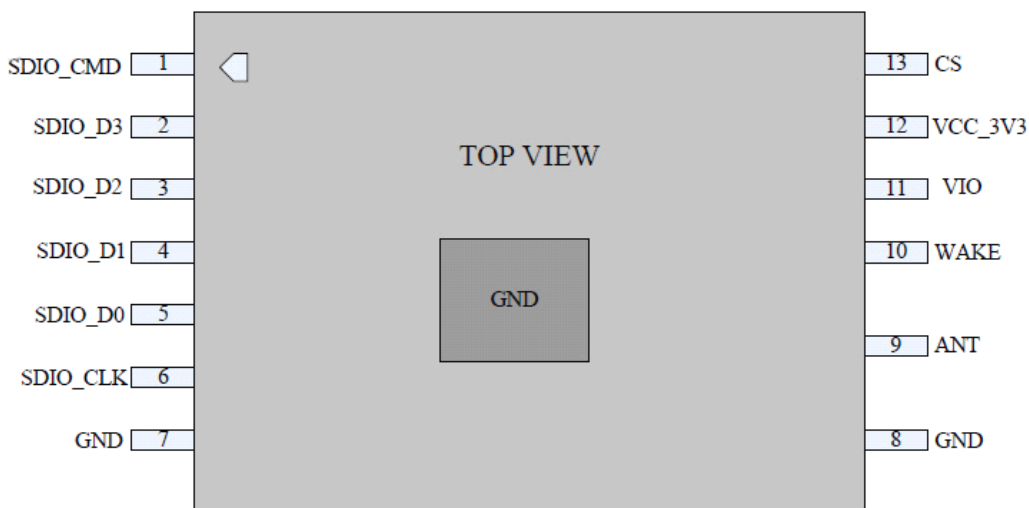 SDIO_CMD 1 13 CS
SDIO_D3 2 12 VCC_3V3
TOP VIEW
SDIO_D2 3 11 VIO
SDIO_D1 4 10 WAKE
GND
SDIO_D0 5
9 ANT
SDIO_CLK 6
GND 7 8 GND